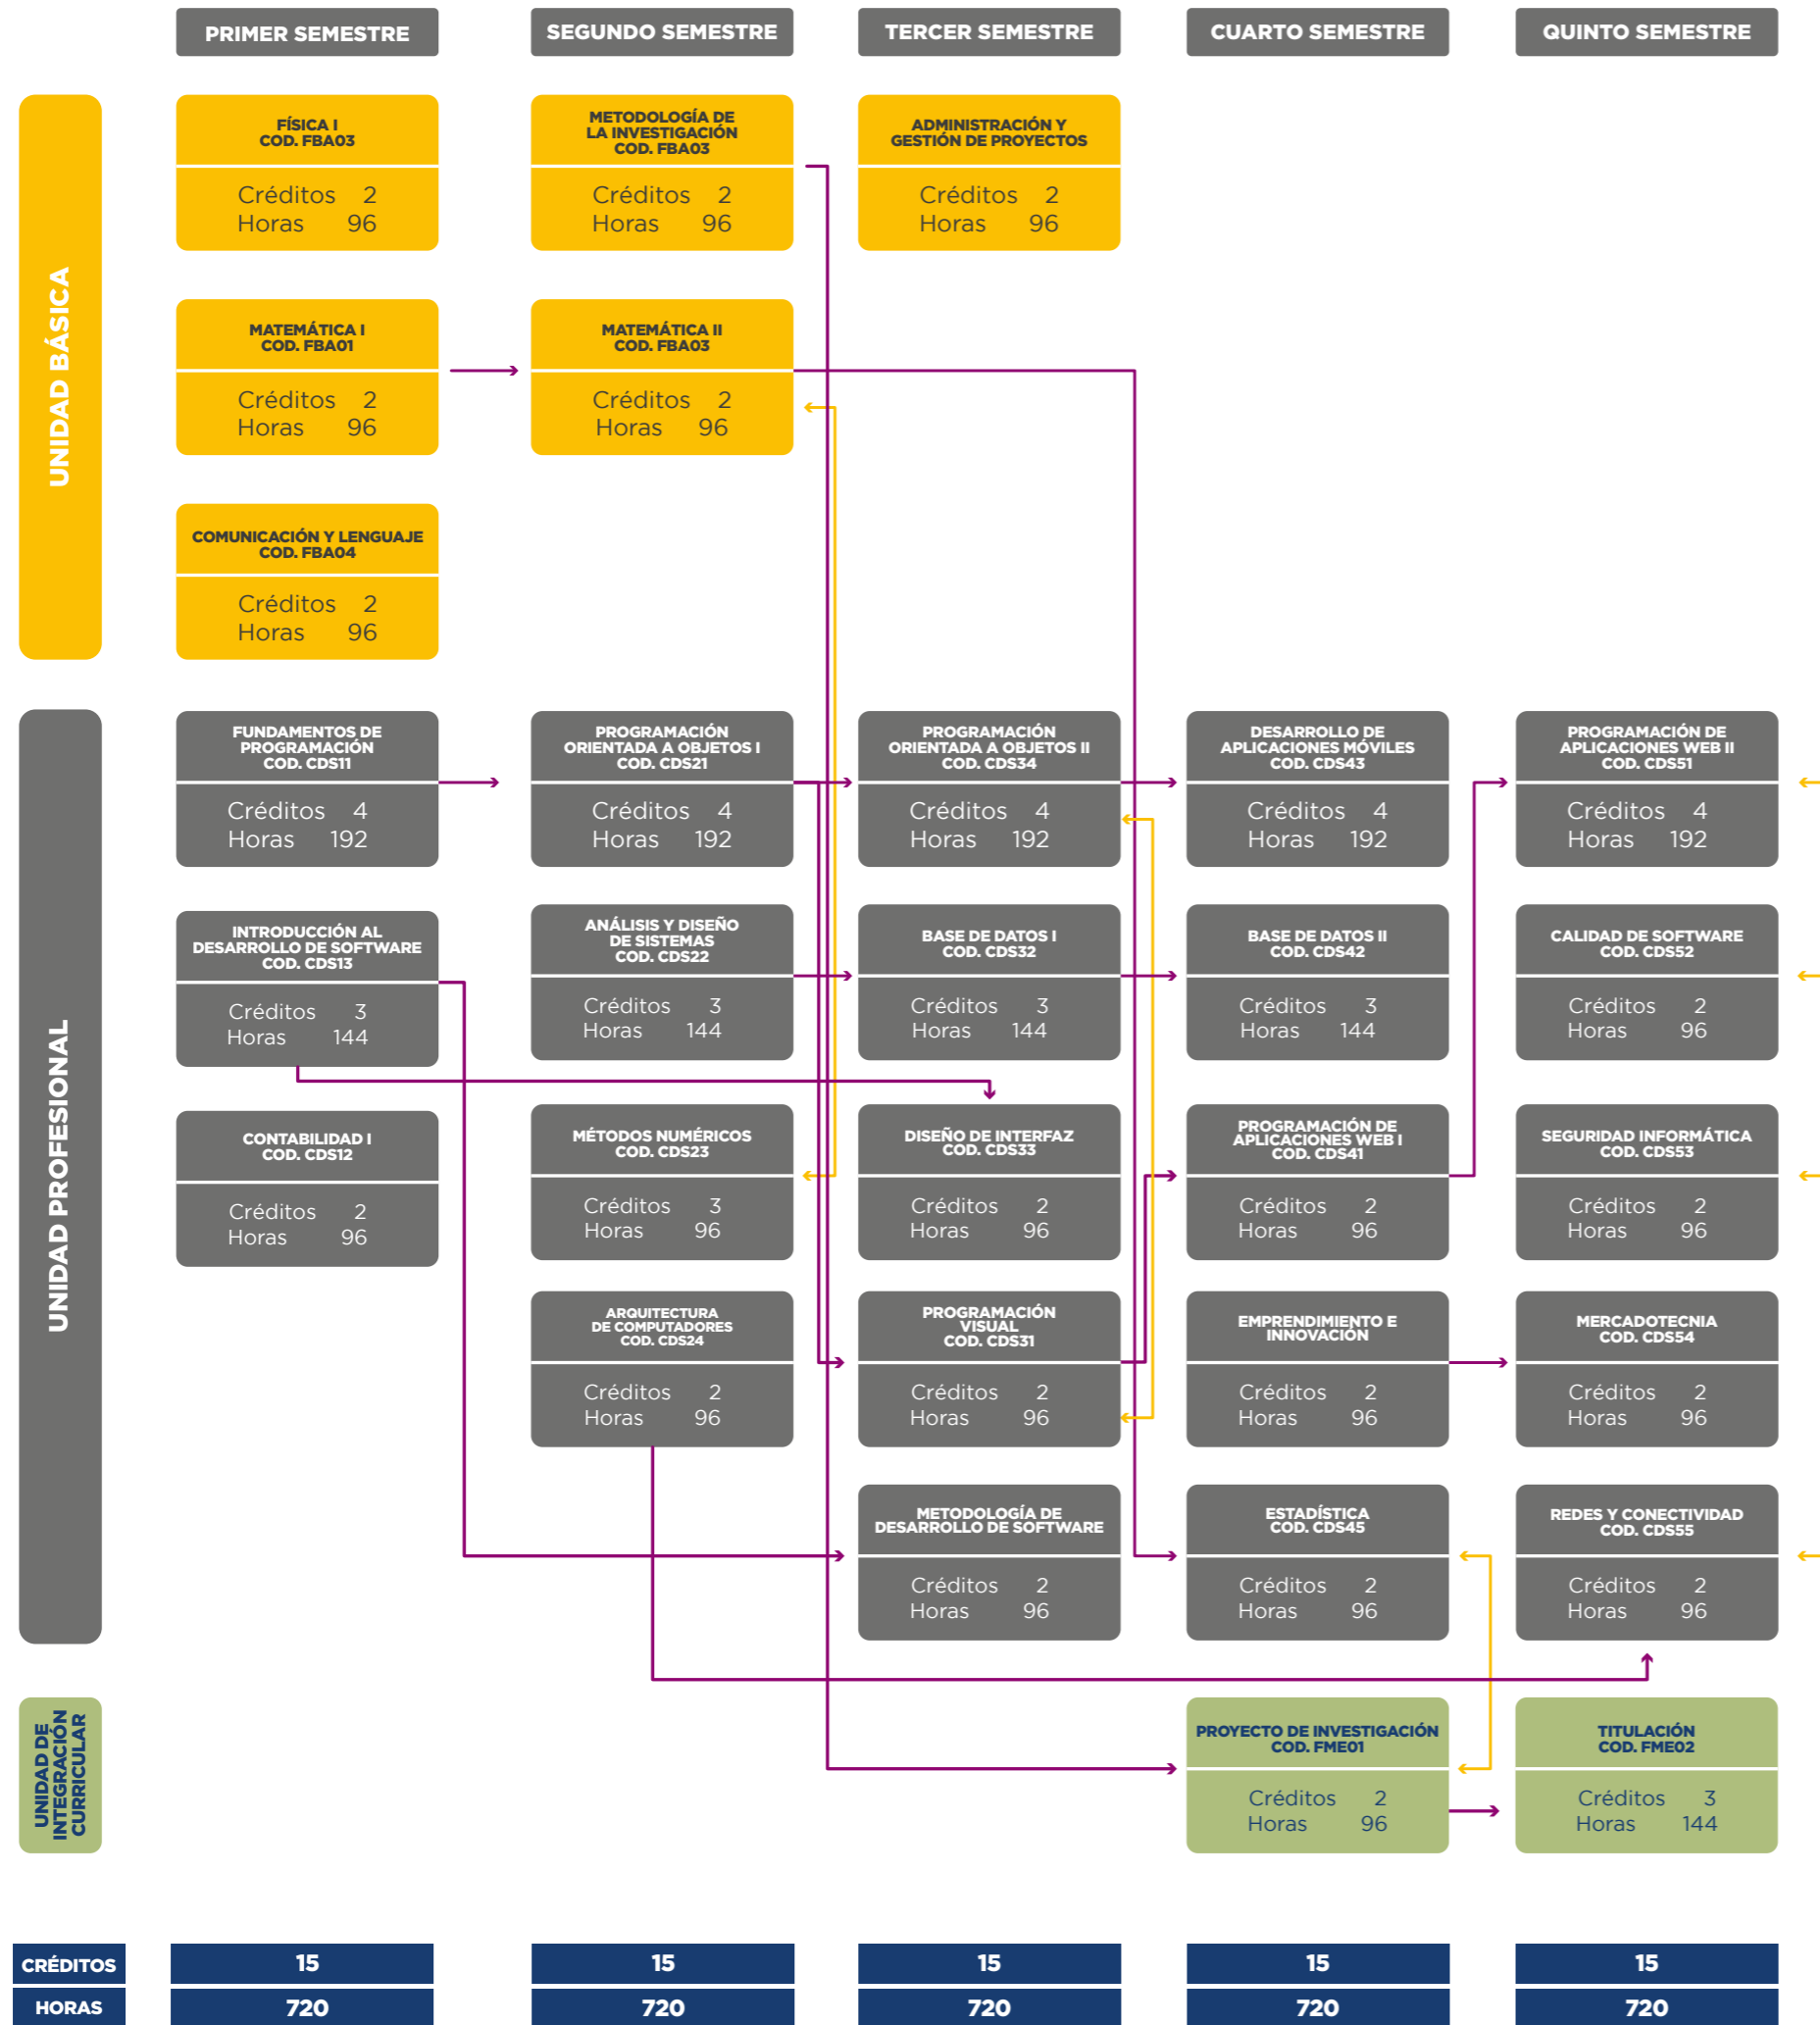 PRIMER SEMESTRE
SEGUNDO SEMESTRE
TERCER SEMESTRE
CUARTO SEMESTRE
QUINTO SEMESTRE
UNIDAD BÁSICA
FÍSICA I
COD. FBA03
Créditos 2
Horas 96
METODOLOGÍA DE
LA INVESTIGACIÓN
COD. FBA03
Créditos 2
Horas 96
ADMINISTRACIÓN Y
GESTIÓN DE PROYECTOS
Créditos 2
Horas 96
MATEMÁTICA I
COD. FBA01
Créditos 2
Horas 96
MATEMÁTICA II
COD. FBA03
Créditos 2
Horas 96
COMUNICACIÓN Y LENGUAJE
COD. FBA04
Créditos 2
Horas 96
UNIDAD PROFESIONAL
FUNDAMENTOS DE
PROGRAMACIÓN
COD. CDS11
Créditos 4
Horas 192
PROGRAMACIÓN
ORIENTADA A OBJETOS I
COD. CDS21
Créditos 4
Horas 192
PROGRAMACIÓN
ORIENTADA A OBJETOS II
COD. CDS34
Créditos 4
Horas 192
DESARROLLO DE
APLICACIONES MÓVILES
COD. CDS43
Créditos 4
Horas 192
PROGRAMACIÓN DE
APLICACIONES WEB II
COD. CDS51
Créditos 4
Horas 192
INTRODUCCIÓN AL
DESARROLLO DE SOFTWARE
COD. CDS13
Créditos 3
Horas 144
ANÁLISIS Y DISEÑO
DE SISTEMAS
COD. CDS22
Créditos 3
Horas 144
BASE DE DATOS I
COD. CDS32
Créditos 3
Horas 144
BASE DE DATOS II
COD. CDS42
Créditos 3
Horas 144
CALIDAD DE SOFTWARE
COD. CDS52
Créditos 2
Horas 96
CONTABILIDAD I
COD. CDS12
Créditos 2
Horas 96
MÉTODOS NUMÉRICOS
COD. CDS23
Créditos 3
Horas 96
DISEÑO DE INTERFAZ
COD. CDS33
Créditos 2
Horas 96
PROGRAMACIÓN DE
APLICACIONES WEB I
COD. CDS41
Créditos 2
Horas 96
SEGURIDAD INFORMÁTICA
COD. CDS53
Créditos 2
Horas 96
ARQUITECTURA
DE COMPUTADORES
COD. CDS24
Créditos 2
Horas 96
PROGRAMACIÓN
VISUAL
COD. CDS31
Créditos 2
Horas 96
EMPRENDIMIENTO E
INNOVACIÓN
Créditos 2
Horas 96
MERCADOTECNIA
COD. CDS54
Créditos 2
Horas 96
METODOLOGÍA DE
DESARROLLO DE SOFTWARE
Créditos 2
Horas 96
ESTADÍSTICA
COD. CDS45
Créditos 2
Horas 96
REDES Y CONECTIVIDAD
COD. CDS55
Créditos 2
Horas 96
UNIDAD DE
INTEGRACIÓN
CURRICULAR
PROYECTO DE INVESTIGACIÓN
COD. FME01
Créditos 2
Horas 96
TITULACIÓN
COD. FME02
Créditos 3
Horas 144
CRÉDITOS 15 15 15 15 15
HORAS 720 720 720 720 720